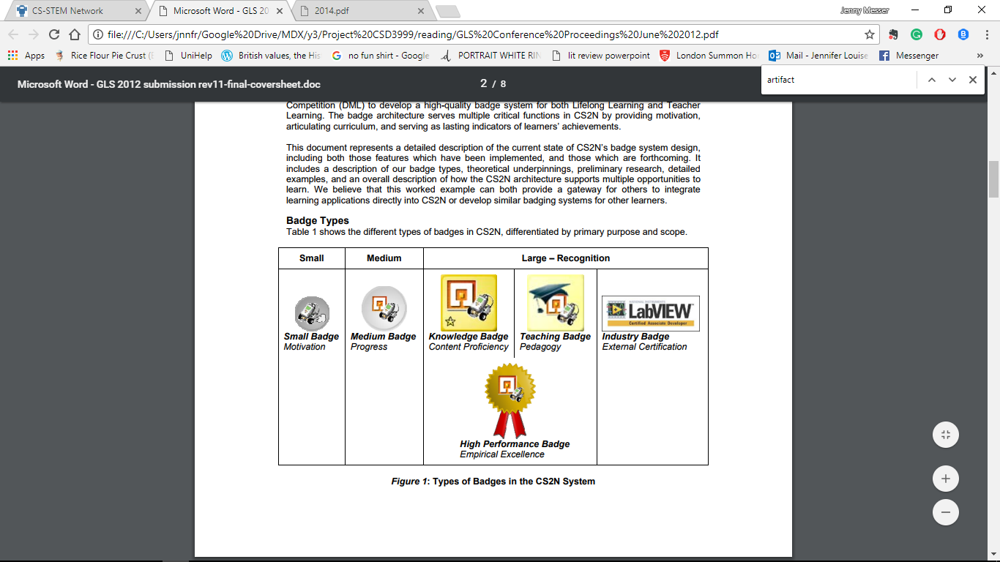 CS-STEM Network
Microsoft Word - GLS 20
2014.pdf
Jenny Messer
file:///C:/Users/jnnfr/Google%20Drive/MDX/y3/Project%20CSD3999/reading/GLS%20Conference%20Proceedings%20June%202012.pdf
Apps
Rice Flour Pie Crust (
UniHelp
British values, the His
no fun shirt - Google
PORTRAIT WHITE RIN
lit review powerpoint
London Summon Ho
Mail - Jennifer Louise
Messenger
»
Microsoft Word - GLS 2012 submission rev11-final-coversheet.doc
2 / 8
artifact
Competition (DML) to develop a high-quality badge system for both Lifelong Learning and Teacher
Learning. The badge architecture serves multiple critical functions in CS2N by providing motivation,
articulating curriculum, and serving as lasting indicators of learners' achievements.
This document represents a detailed description of the current state of CS2N's badge system design,
including both those features which have been implemented, and those which are forthcoming. It
includes a description of our badge types, theoretical underpinnings, preliminary research, detailed
examples, and an overall description of how the CS2N architecture supports multiple opportunities to
learn. We believe that this worked example can both provide a gateway for others to integrate
learning applications directly into CS2N or develop similar badging systems for other learners.
Badge Types
Table 1 shows the different types of badges in CS2N, differentiated by primary purpose and scope.
Small
Medium
Large – Recognition
Small Badge
Motivation
Medium Badge
Progress
Knowledge Badge
Content Proficiency
Teaching Badge
Pedagogy
NATIONAL INSTRUMENTS
LabVIEW™
Certified Associate Developer
Industry Badge
External Certification
High Performance Badge
Empirical Excellence
Figure 1: Types of Badges in the CS2N System